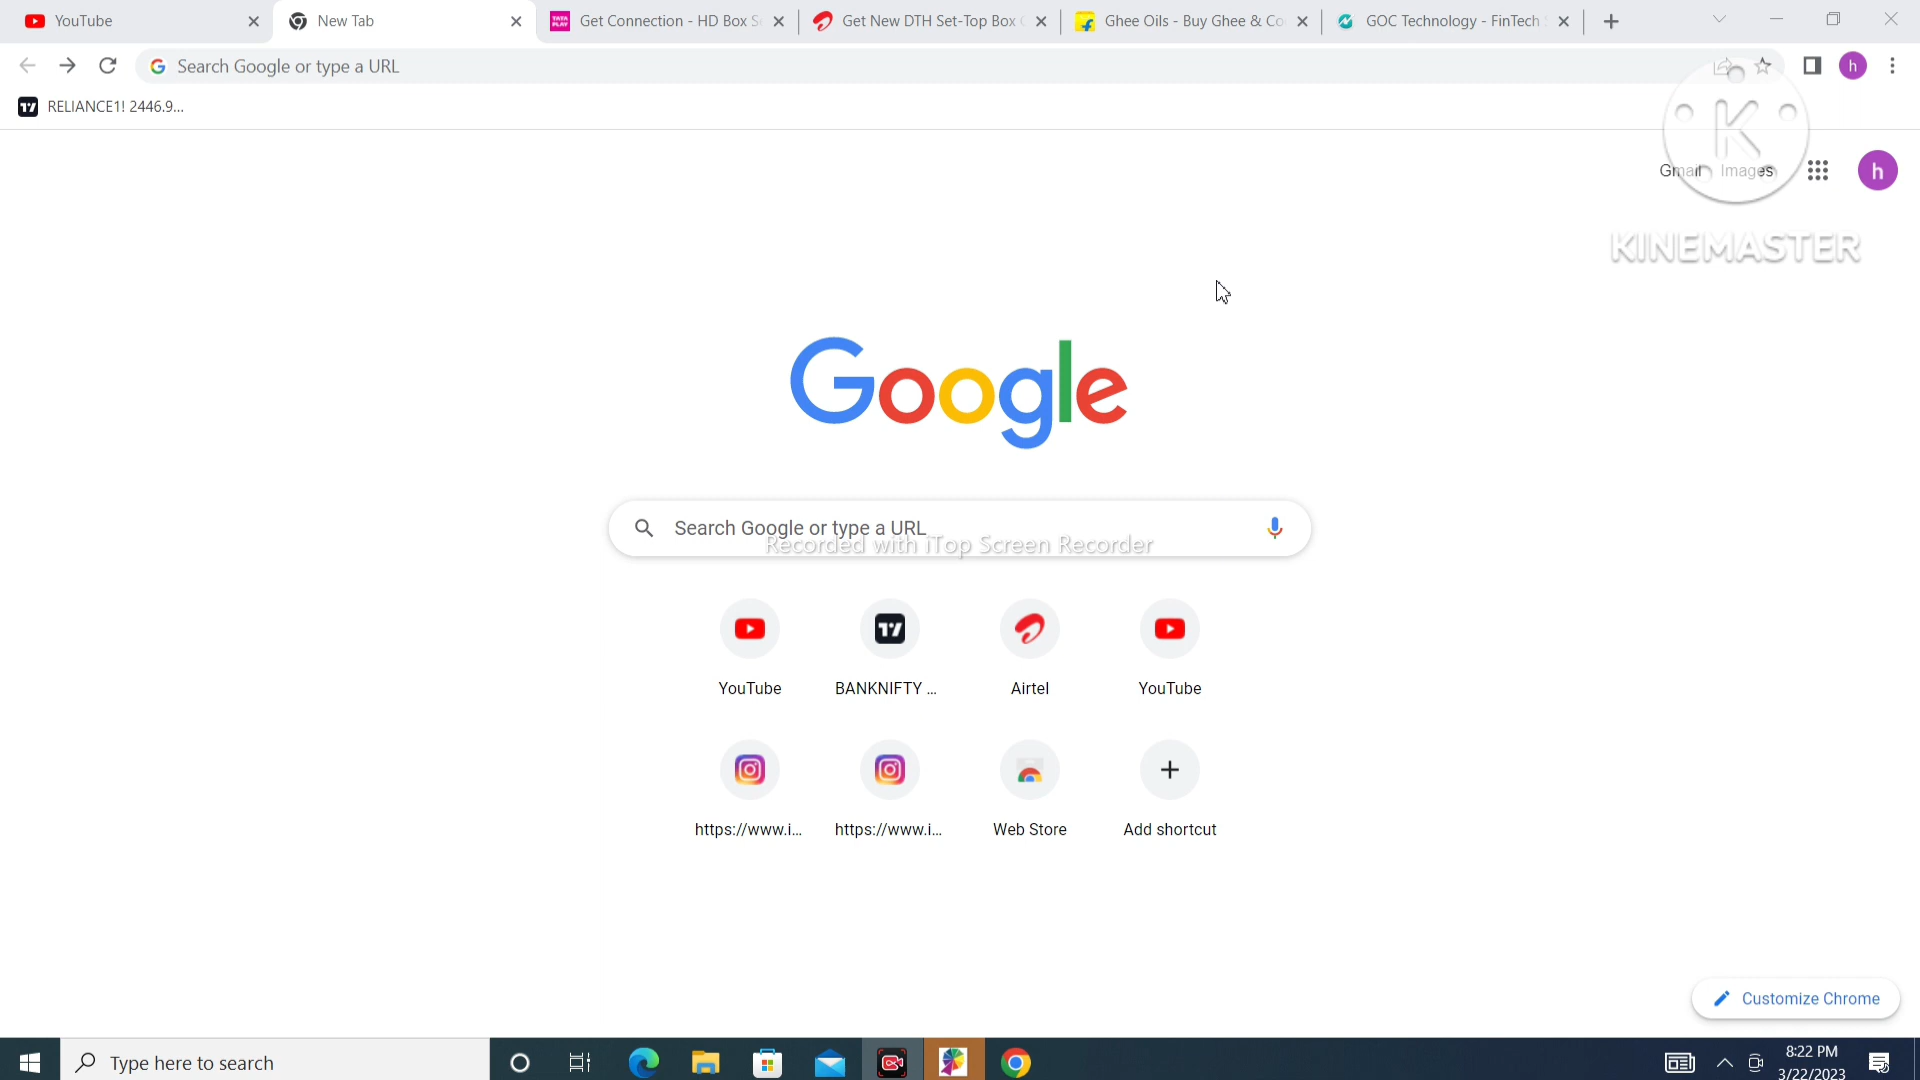 YouTube
New Tab
Get Connection - HD Box S
Get New DTH Set-Top Box
Ghee Oils - Buy Ghee & Co
GOC Technology - FinTech
Search Google or type a URL
RELIANCE1! 2446.9...
Gmail
Images
K
KINEMASTER
Google
Search Google or type a URL
Recorded with iTop Screen Recorder
YouTube
BANKNIFTY ...
Airtel
YouTube
https://www.i...
https://www.i...
Web Store
Add shortcut
Customize Chrome
Type here to search
8:22 PM
3/22/2023